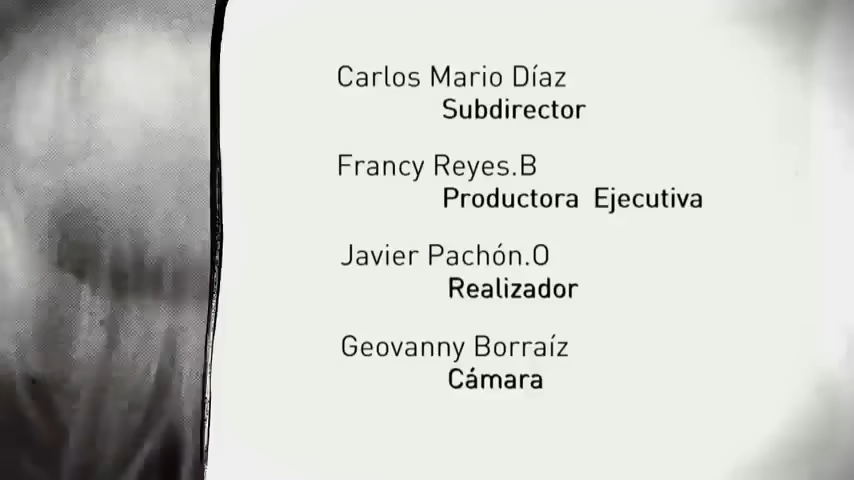 Carlos Mario Díaz
Subdirector
Francy Reyes.B
Productora Ejecutiva
Javier Pachón.O
Realizador
Geovanny Borraíz
Cámara